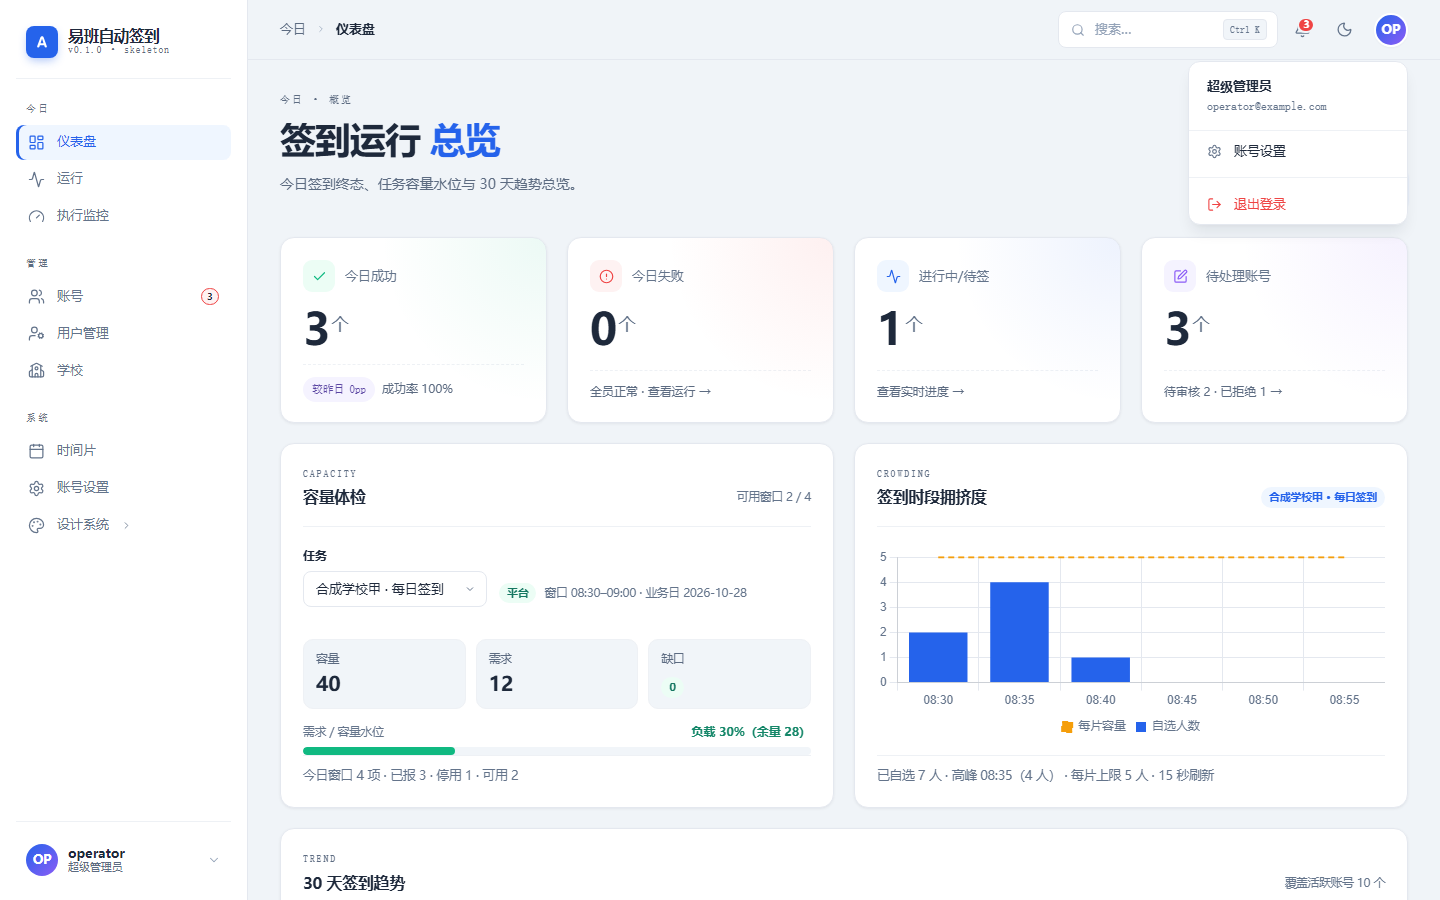 A
易班自动签到
v0.1.0 • skeleton
今日
仪表盘
运行
执行监控
管理
账号
3
用户管理
学校
系统
时间片
账号设置
设计系统
OP
operator
超级管理员
今日
仪表盘
搜索...
Ctrl K
3
OP
超级管理员
operator@example.com
账号设置
退出登录
今日 • 概览
签到运行 总览
今日签到终态、任务容量水位与 30 天趋势总览。
今日成功
3个
较昨日 0pp 成功率 100%
今日失败
0个
全员正常 · 查看运行 →
进行中/待签
1个
查看实时进度 →
待处理账号
3个
待审核 2 · 已拒绝 1 →
CAPACITY
容量体检
可用窗口 2 / 4
任务
合成学校甲 · 每日签到
平台 窗口 08:30–09:00 · 业务日 2026-10-28
容量
40
需求
12
缺口
0
需求 / 容量水位
负载 30%（余量 28）
今日窗口 4 项 · 已报 3 · 停用 1 · 可用 2
CROWDING
签到时段拥挤度
合成学校甲 • 每日签到
5
4
3
2
1
0
08:30 08:35 08:40 08:45 08:50 08:55
每片容量 自选人数
已自选 7 人 · 高峰 08:35（4 人） · 每片上限 5 人 · 15 秒刷新
TREND
30 天签到趋势
覆盖活跃账号 10 个